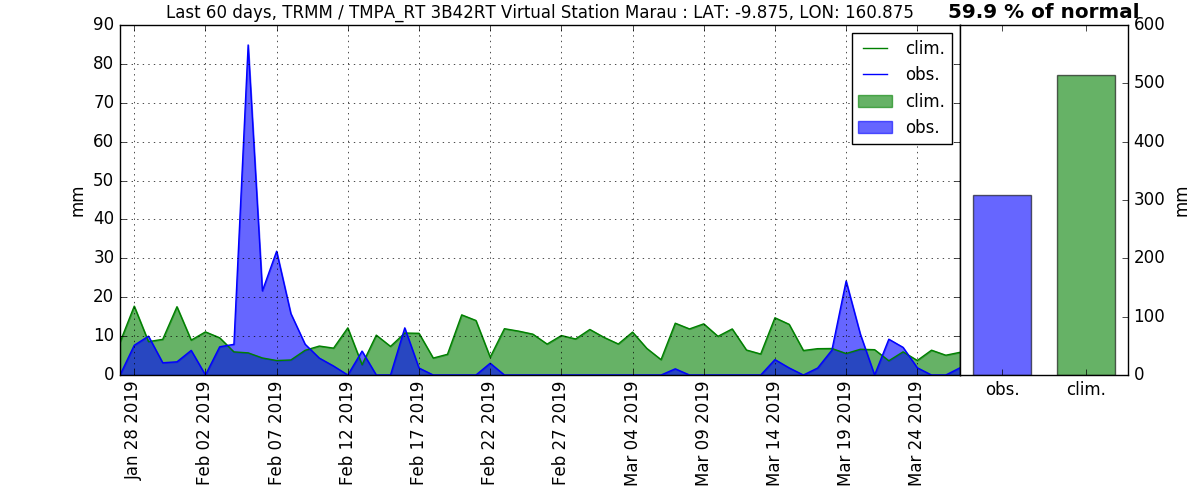 Last 60 days, TRMM / TMPA_RT 3B42RT Virtual Station Marau : LAT: -9.875, LON: 160.875
59.9 % of normal
90
80
70
60
50
40
30
20
10
0
mm
clim.
obs.
clim.
obs.
600
500
400
300
200
100
0
mm
obs.
clim.
Jan 28 2019
Feb 02 2019
Feb 07 2019
Feb 12 2019
Feb 17 2019
Feb 22 2019
Feb 27 2019
Mar 04 2019
Mar 09 2019
Mar 14 2019
Mar 19 2019
Mar 24 2019